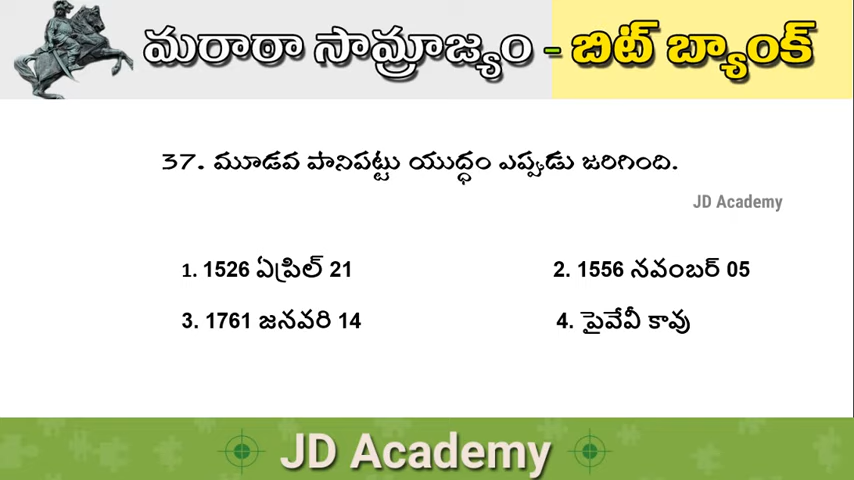 మరాఠా సామ్రాజ్యం - బిట్ బ్యాంక్
37. మూడవ పానిపట్టు యుద్ధం ఎప్పడు జరిగింది.
JD Academy
1. 1526 ఏప్రిల్ 21
2. 1556 నవంబర్ 05
3. 1761 జనవరి 14
4. పైవేవీ కావు
JD Academy